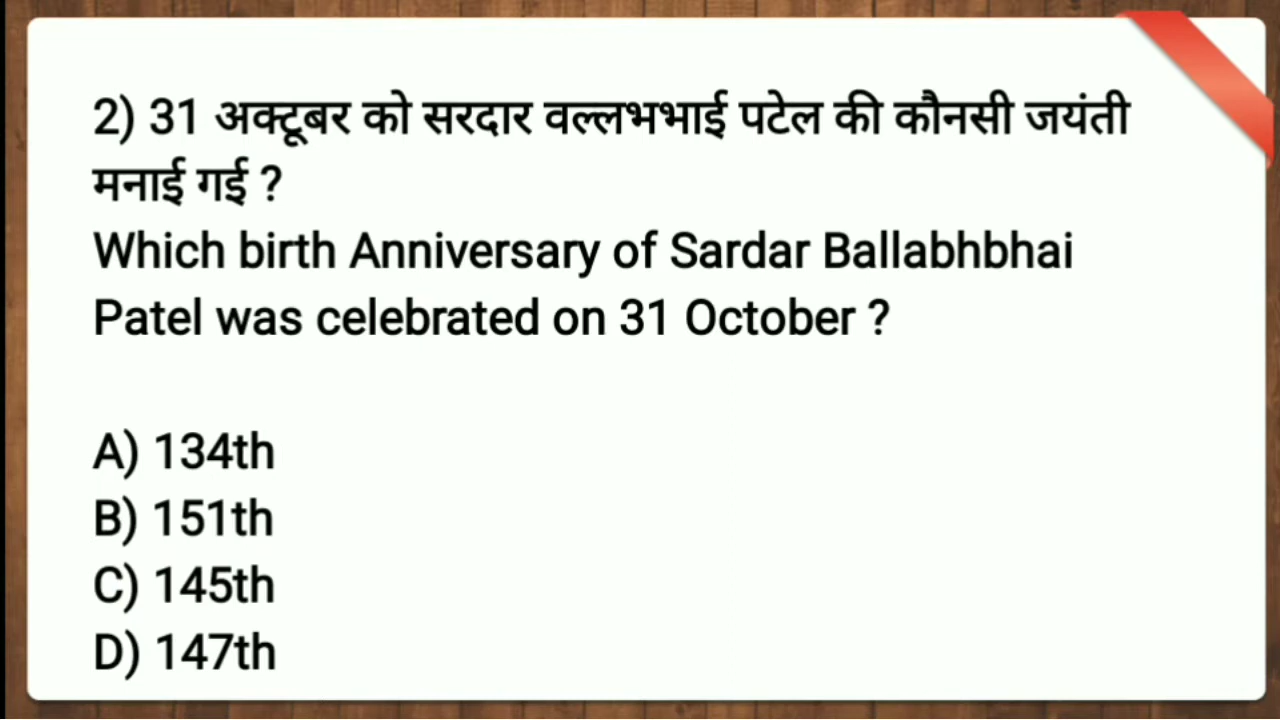 2) 31 अक्टूबर को सरदार वल्लभभाई पटेल की कौनसी जयंती
मनाई गई ?
Which birth Anniversary of Sardar Ballabhbhai
Patel was celebrated on 31 October ?
A) 134th
B) 151th
C) 145th
D) 147th